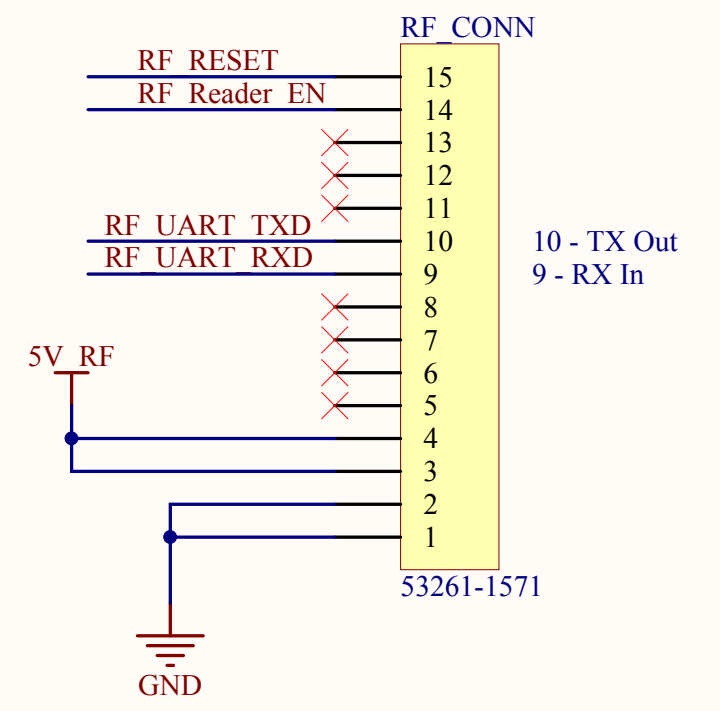 RF_CONN
RF_RESET
15
RF_Reader_EN
14
13
12
11
RF_UART_TXD
10
10 - TX Out
RF_UART_RXD
9
9 - RX In
8
7
5V_RF
6
5
4
3
2
1
53261-1571
GND